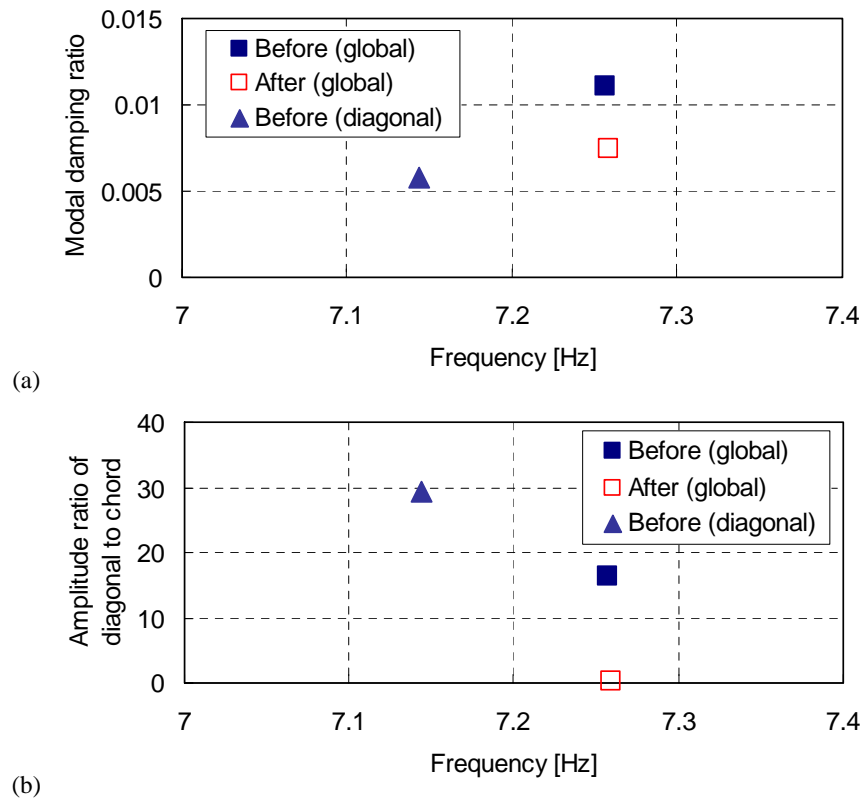 0.015
0.01
0.005
0
Modal damping ratio
Before (global)
After (global)
Before (diagonal)
7 7.1 7.2 7.3 7.4
Frequency [Hz]
(a)
40
30
20
10
0
Amplitude ratio of
diagonal to chord
Before (global)
After (global)
Before (diagonal)
7 7.1 7.2 7.3 7.4
Frequency [Hz]
(b)